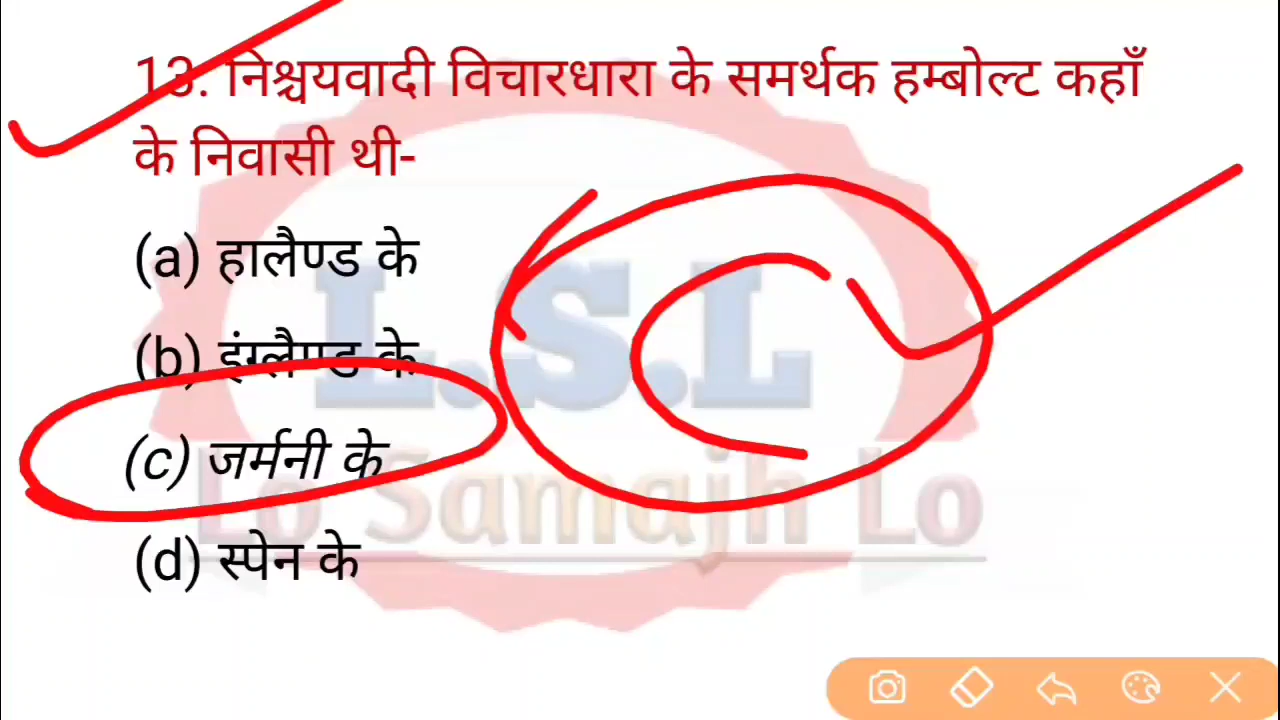 13. निश्चयवादी विचारधारा के समर्थक हम्बोल्ट कहाँ
के निवासी थी-
(a) हालैण्ड के
(b) इंग्लैण्ड के
(c) जर्मनी के
(d) स्पेन के
L.S.L
Lo Samajh Lo